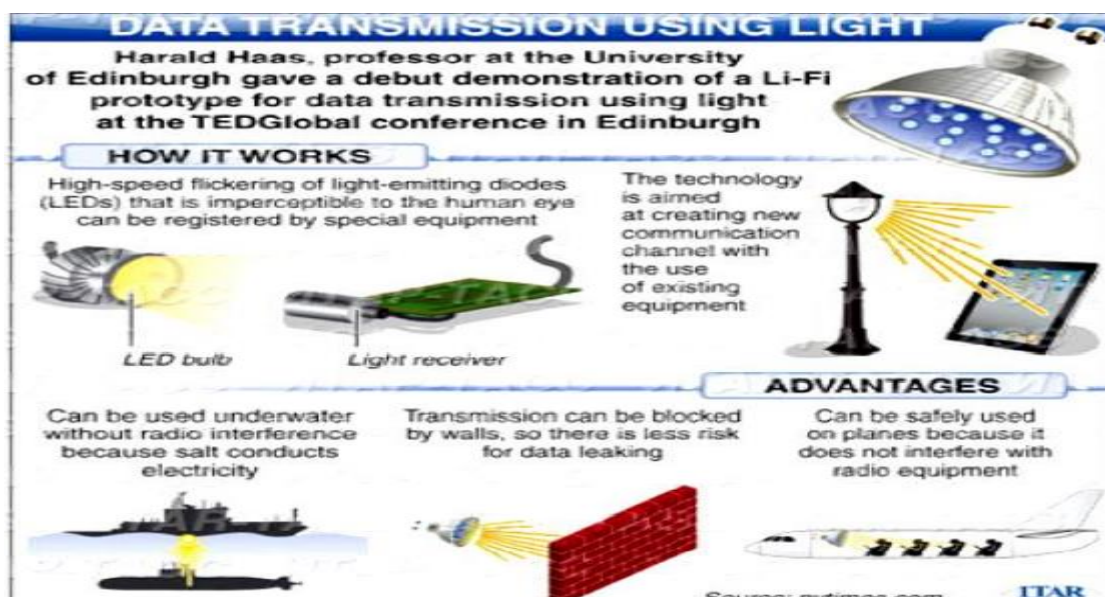 DATA TRANSMISSION USING LIGHT
Harald Haas, professor at the University
of Edinburgh gave a debut demonstration of a Li-Fi
prototype for data transmission using light
at the TEDGlobal conference in Edinburgh
HOW IT WORKS
High-speed flickering of light-emitting diodes
(LEDs) that is imperceptible to the human eye
can be registered by special equipment
LED bulb
Light receiver
The technology
is aimed
at creating new
communication
channel with
the use
of existing
equipment
ADVANTAGES
Can be used underwater
without radio interference
because salt conducts
electricity
Transmission can be blocked
by walls, so there is less risk
for data leaking
Can be safely used
on planes because it
does not interfere with
radio equipment